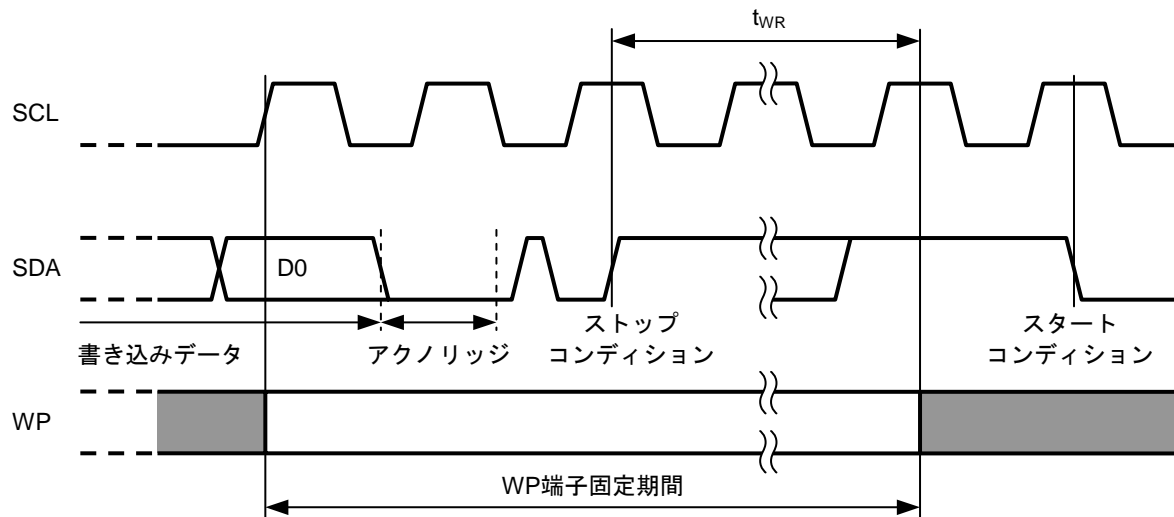 tWR
SCL
SDA
D0
書き込みデータ
アクノリッジ
ストップ
コンディション
スタート
コンディション
WP
WP端子固定期間